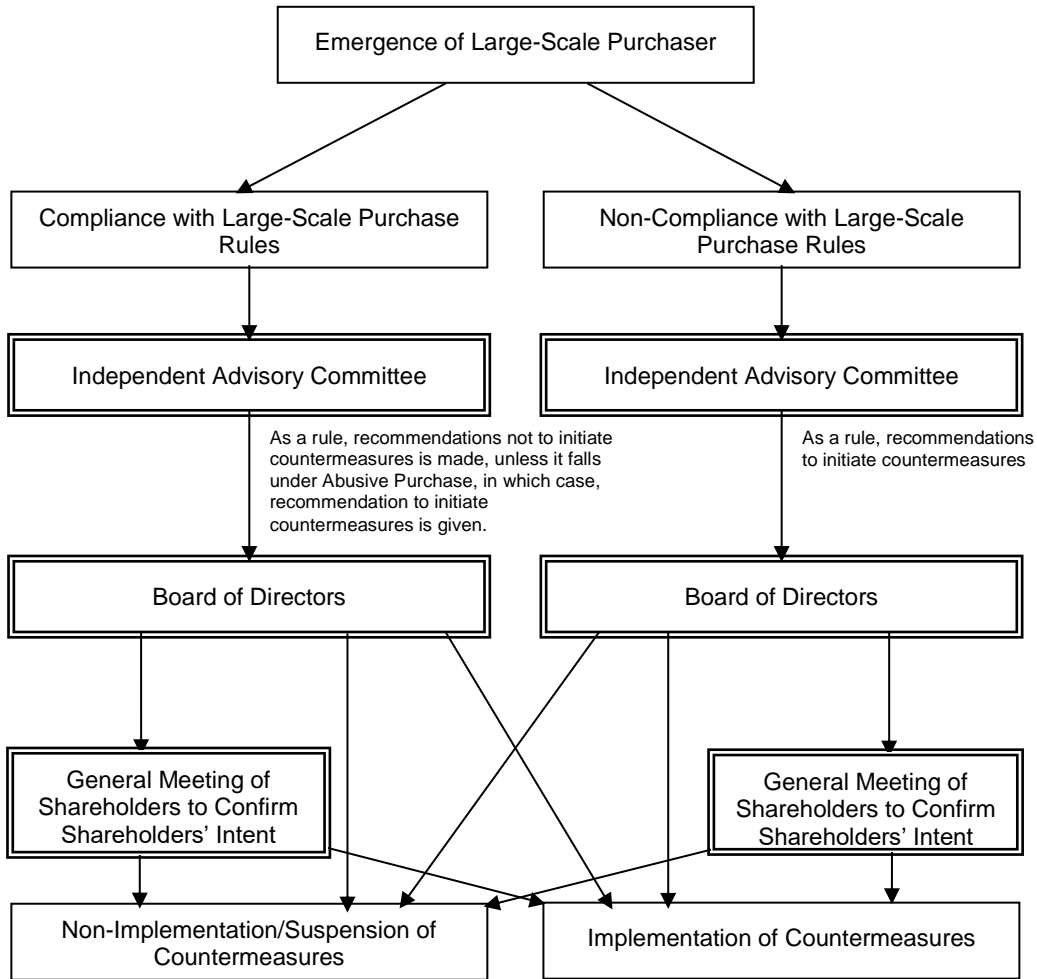 Emergence of Large-Scale Purchaser
Compliance with Large-Scale Purchase
Rules
Non-Compliance with Large-Scale
Purchase Rules
Independent Advisory Committee
Independent Advisory Committee
As a rule, recommendations not to initiate
countermeasures is made, unless it falls
under Abusive Purchase, in which case,
recommendation to initiate
countermeasures is given.
As a rule, recommendations
to initiate countermeasures
Board of Directors
Board of Directors
General Meeting of
Shareholders to Confirm
Shareholders’ Intent
General Meeting of
Shareholders to Confirm
Shareholders’ Intent
Non-Implementation/Suspension of
Countermeasures
Implementation of Countermeasures